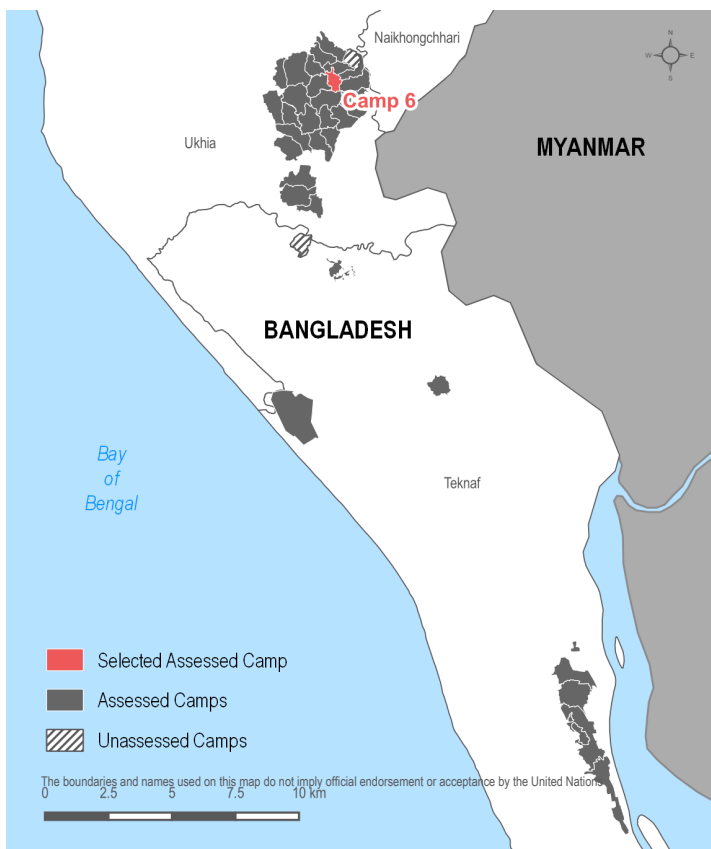 Naikhongchhari
N
W
E
S
Camp 6
Ukhia
MYANMAR
BANGLADESH
Bay
of
Bengal
Teknaf
Selected Assessed Camp
Assessed Camps
Unassessed Camps
The boundaries and names used on this map do not imply official endorsement or acceptance by the United Nations
0 2.5 5 7.5 10 km